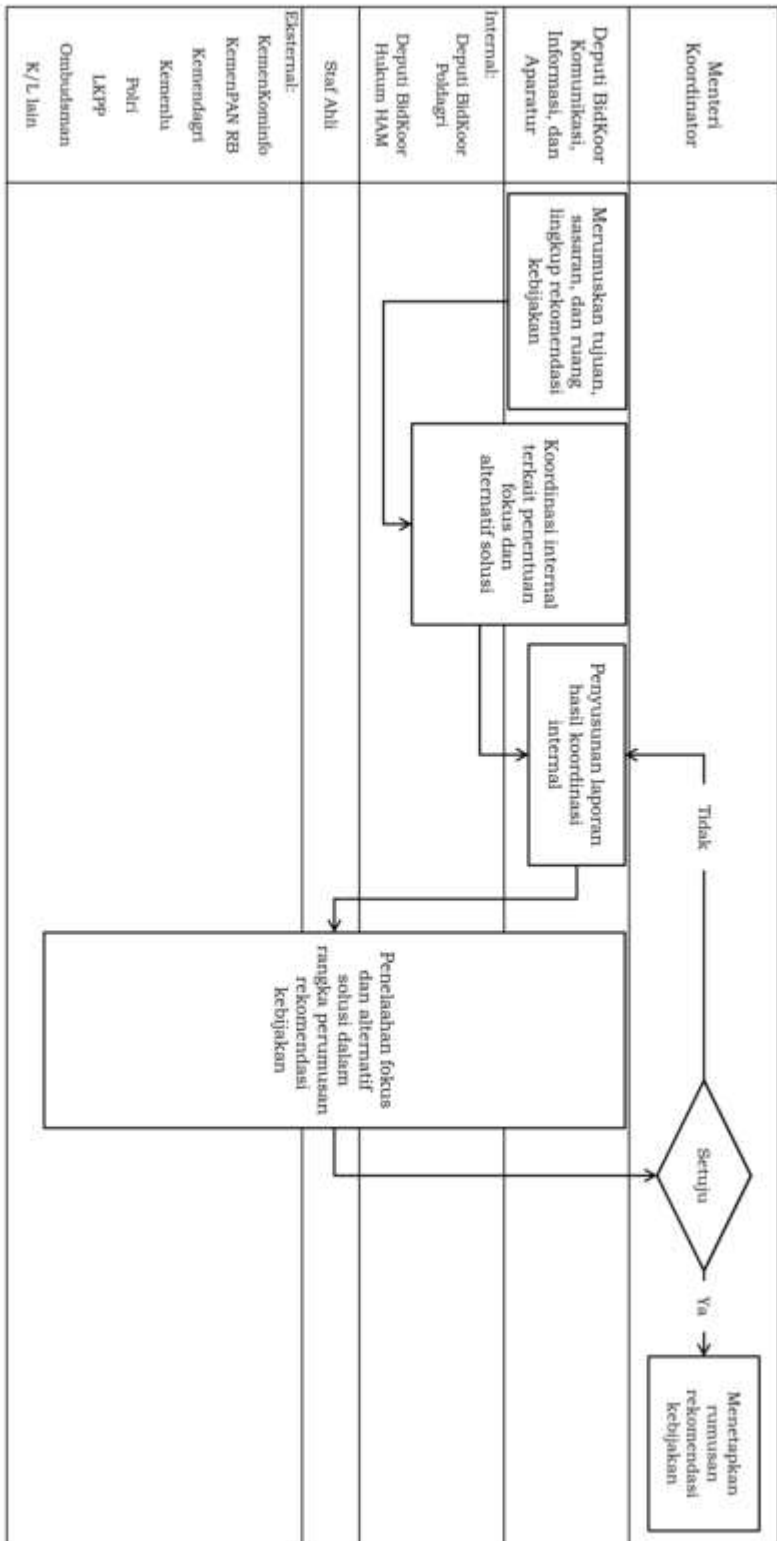 Menteri
Koordinator
Deputi BidKoor
Komunikasi,
Informasi, dan
Aparatur
Internal:
Deputi BidKoor
Poldagri
Deputi BidKoor
Hukum HAM
Staf Ahli
Eksternal:
KemenKominfo
KemenPAN RB
Kemendagri
Kemenlu
Polri
LKPP
Ombudsman
K/L lain
Merumuskan tujuan,
sasaran, dan ruang
lingkup rekomendasi
kebijakan
Koordinasi internal
terkait penentuan
fokus dan
alternatif solusi
Penyusunan laporan
hasil koordinasi
internal
Tidak
Penelaahan fokus
dan alternatif
solusi dalam
rangka perumusan
rekomendasi
kebijakan
Setuju
Ya
Menetapkan
rumusan
rekomendasi
kebijakan